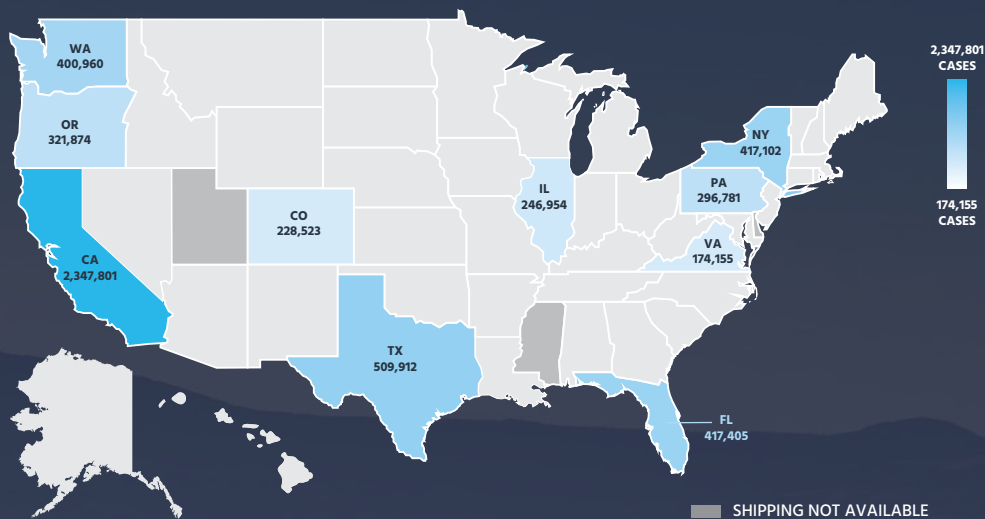 WA
400,960
OR
321,874
CA
2,347,801
CO
228,523
TX
509,912
IL
246,954
NY
417,102
PA
296,781
VA
174,155
FL
417,405
2,347,801
CASES
174,155
CASES
SHIPPING NOT AVAILABLE